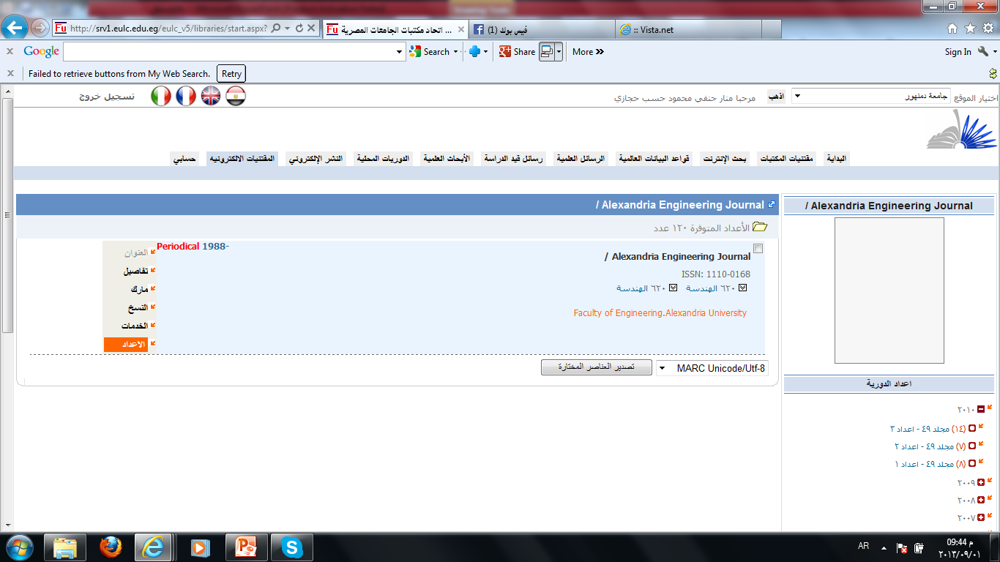 http://srv1.eulc.edu.eg/eulc_v5/libraries/start.aspx?
... اتحاد مكتبات الجامعات المصرية
فيس بوك (1)
:: Vista.net
Google
Search
Share
More »
Sign In
Failed to retrieve buttons from My Web Search.
Retry
اختيار الموقع
جامعة دمنهور
اذهب
مرحبا منار حنفي محمود حسب حجازي
تسجيل خروج
البداية
مقتنيات المكتبات
بحث الإنترنت
قواعد البيانات العالمية
الرسائل العلمية
رسائل قيد الدراسة
الأبحاث العلمية
الدوريات المحلية
النشر الإلكتروني
المقتنيات الالكترونيه
حسابي
/ Alexandria Engineering Journal
اعداد الدورية
٢٠١٠
(١٤) مجلد ٤٩ - اعداد ٣
(٧) مجلد ٤٩ - اعداد ٢
(٨) مجلد ٤٩ - اعداد ١
٢٠٠٩
٢٠٠٨
٢٠٠٧
/ Alexandria Engineering Journal
الأعداد المتوفرة ١٢٠ عدد
/ Alexandria Engineering Journal
ISSN: 1110-0168
٦٢٠ الهندسة
٦٢٠ الهندسة
Faculty of Engineering.Alexandria University
Periodical 1988-
العنوان
تفاصيل
مارك
النسخ
الخدمات
الاعداد
MARC Unicode/Utf-8
تصدير العناصر المختارة
AR
09:44 م
٢٠١٣/٠٩/٠١